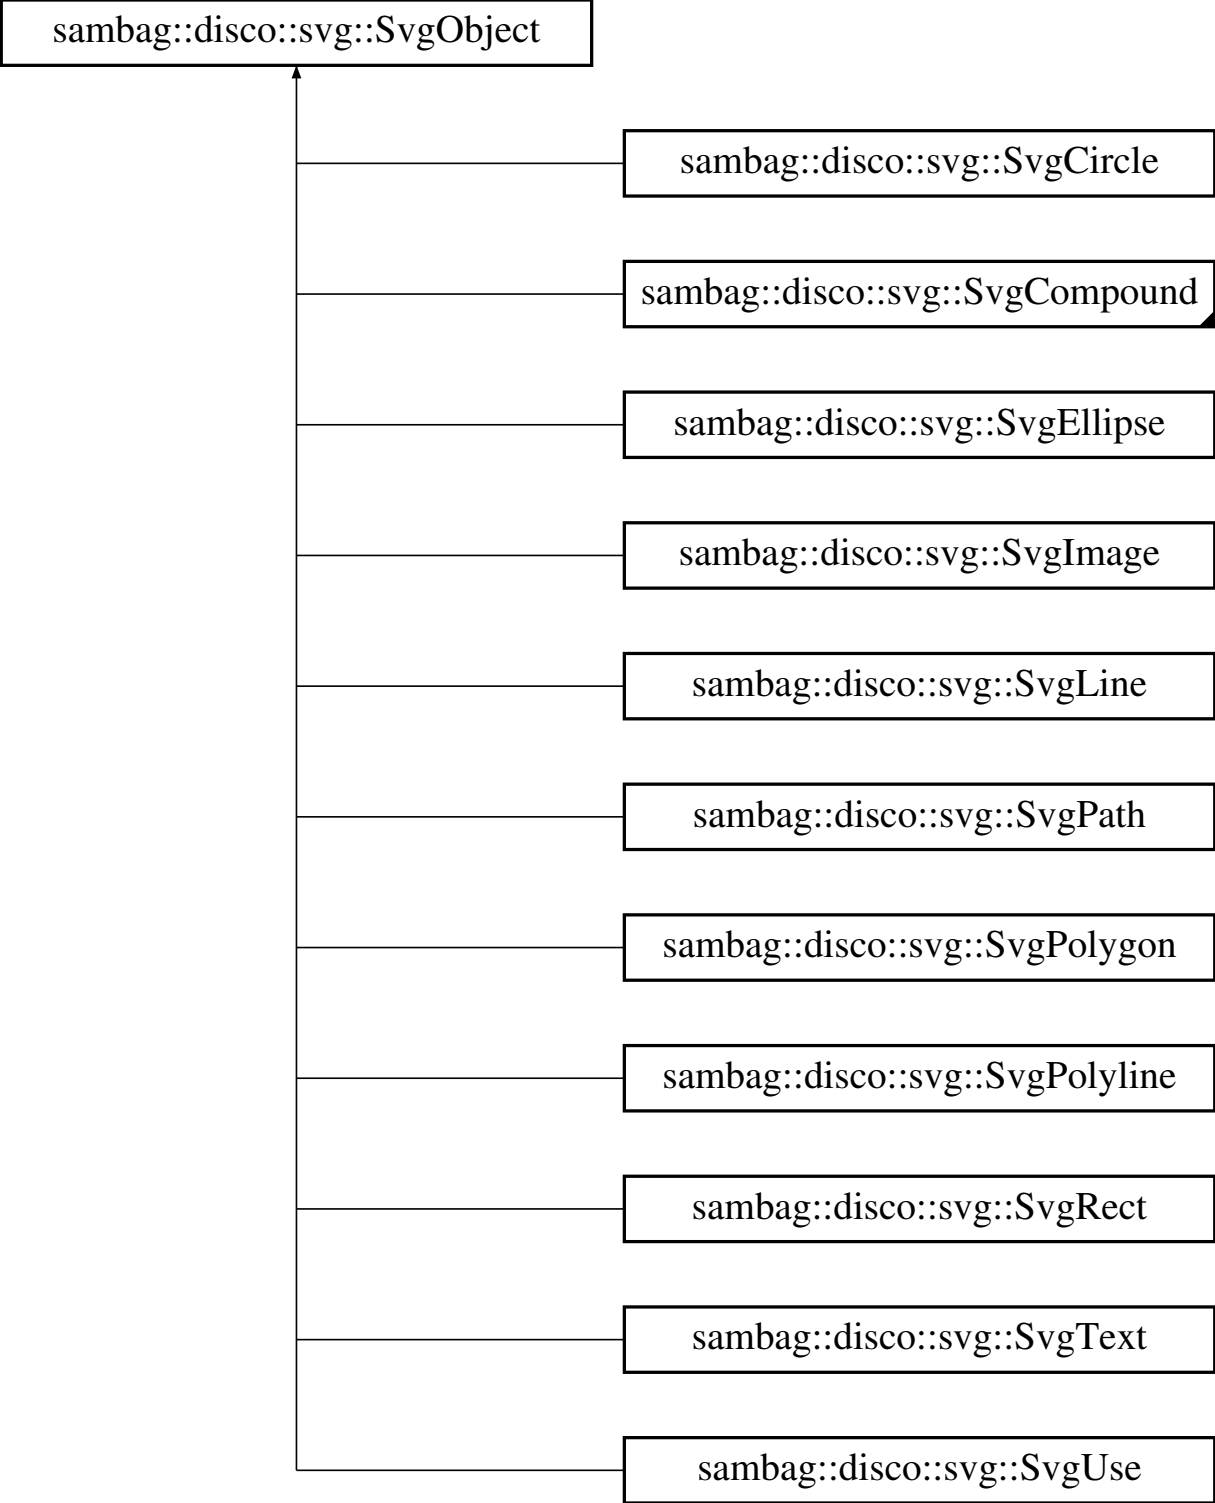 sambag::disco::svg::SvgObject
sambag::disco::svg::SvgCircle
sambag::disco::svg::SvgCompound
sambag::disco::svg::SvgEllipse
sambag::disco::svg::SvgImage
sambag::disco::svg::SvgLine
sambag::disco::svg::SvgPath
sambag::disco::svg::SvgPolygon
sambag::disco::svg::SvgPolyline
sambag::disco::svg::SvgRect
sambag::disco::svg::SvgText
sambag::disco::svg::SvgUse